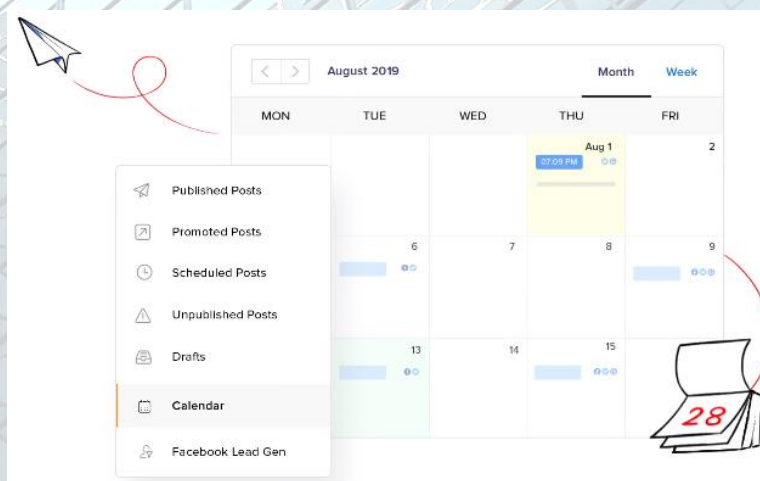 August 2019
Month
Week
MON TUE WED THU FRI
Aug 1
2
07:09 PM
Published Posts
Promoted Posts
Scheduled Posts
Unpublished Posts
Drafts
Calendar
Facebook Lead Gen
6 7 8 9
13 14 15
28